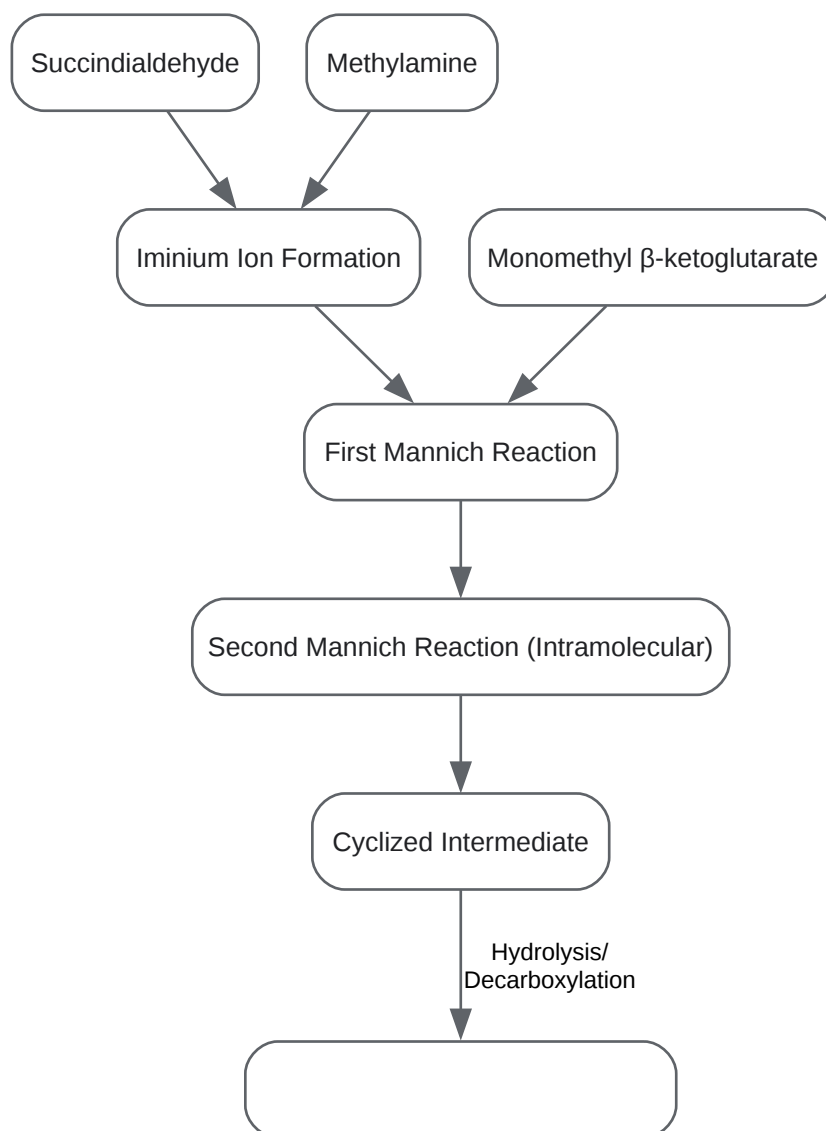 Succindialdehyde
Methylamine
Iminium Ion Formation
Monomethyl β-ketoglutarate
First Mannich Reaction
Second Mannich Reaction (Intramolecular)
Cyclized Intermediate
Hydrolysis/
Decarboxylation